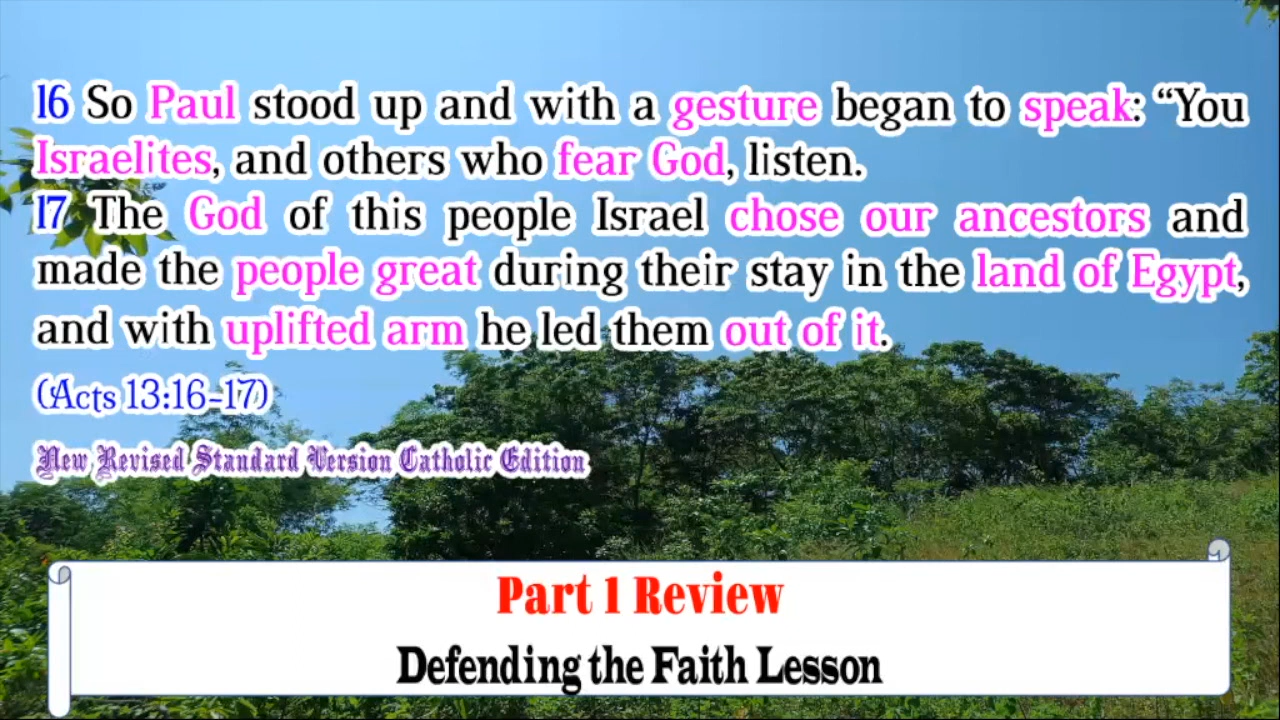 16 So Paul stood up and with a gesture began to speak: “You
Israelites, and others who fear God, listen.
17 The God of this people Israel chose our ancestors and
made the people great during their stay in the land of Egypt,
and with uplifted arm he led them out of it.
(Acts 13:16-17)
New Revised Standard Version Catholic Edition
Part 1 Review
Defending the Faith Lesson